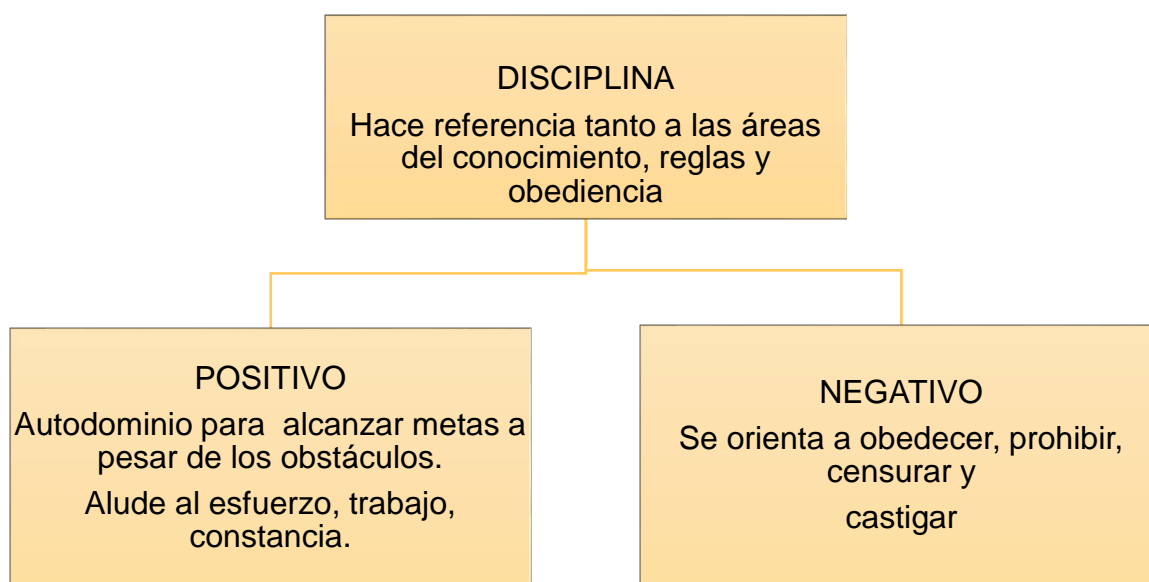 DISCIPLINA
Hace referencia tanto a las áreas
del conocimiento, reglas y
obediencia
POSITIVO
Autodominio para  alcanzar metas a
pesar de los obstáculos.
Alude al esfuerzo, trabajo,
constancia.
NEGATIVO
Se orienta a obedecer, prohibir,
censurar y
castigar